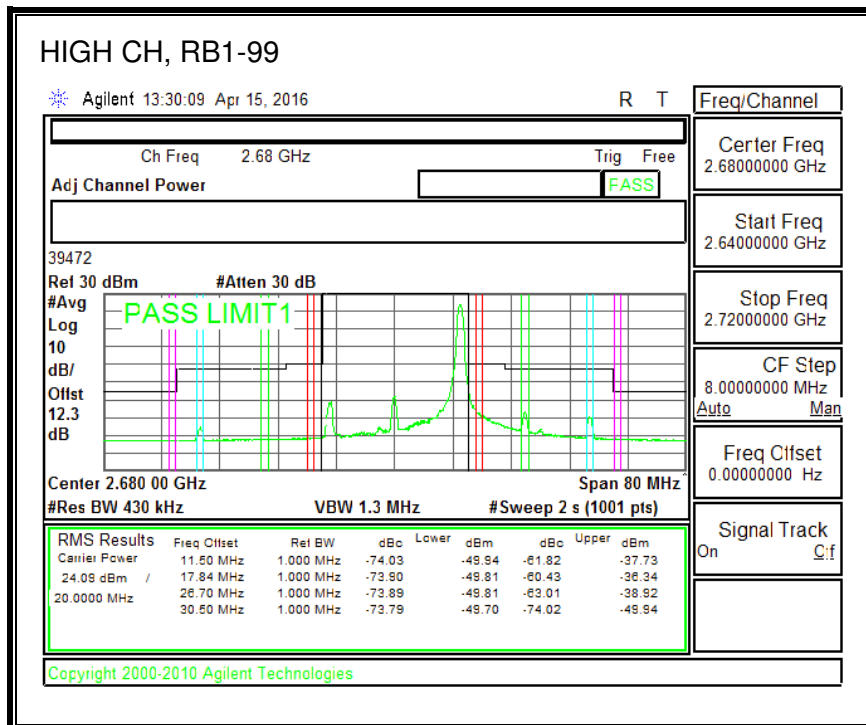 HIGH CH, RB1-99
Agilent 13:30:09 Apr 15, 2016 R T
Freq/Channel
Ch Freq 2.68 GHz Trig Free
Adj Channel Power PASS
Center Freq
2.68000000 GHz
Start Freq
2.64000000 GHz
39472
Ref 30 dBm #Atten 30 dB
#Avg
Log
10
dB/
Offst
12.3
dB
PASS LIMIT1
Stop Freq
2.72000000 GHz
CF Step
8.00000000 MHz
Auto Man
Freq Offset
0.00000000 Hz
Center 2.680 00 GHz Span 80 MHz
#Res BW 430 kHz VBW 1.3 MHz #Sweep 2 s (1001 pts)
Signal Track
On Off
RMS Results Freq Offset Ref BW dBc Lower dBm dBc Upper dBm
Carrier Power 11.50 MHz 1.000 MHz -74.03 -49.94 -61.82 -37.73
24.09 dBm / 17.84 MHz 1.000 MHz -73.90 -49.81 -60.43 -36.34
20.0000 MHz 26.70 MHz 1.000 MHz -73.89 -49.81 -63.01 -38.92
30.50 MHz 1.000 MHz -73.79 -49.70 -74.02 -49.94
Copyright 2000-2010 Agilent Technologies